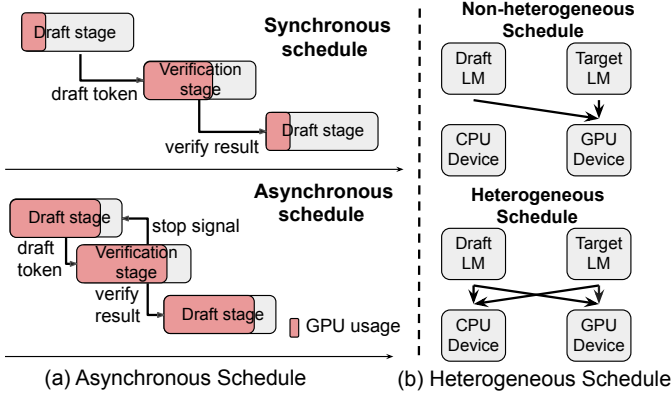 Draft stage
Synchronous
schedule
draft token
Verification
stage
verify result
Draft stage
Asynchronous
schedule
Draft stage
stop signal
draft
token
Verification
stage
verify
result
Draft stage
GPU usage
(a) Asynchronous Schedule
Non-heterogeneous
Schedule
Draft
LM
Target
LM
CPU
Device
GPU
Device
Heterogeneous
Schedule
Draft
LM
Target
LM
CPU
Device
GPU
Device
(b) Heterogeneous Schedule